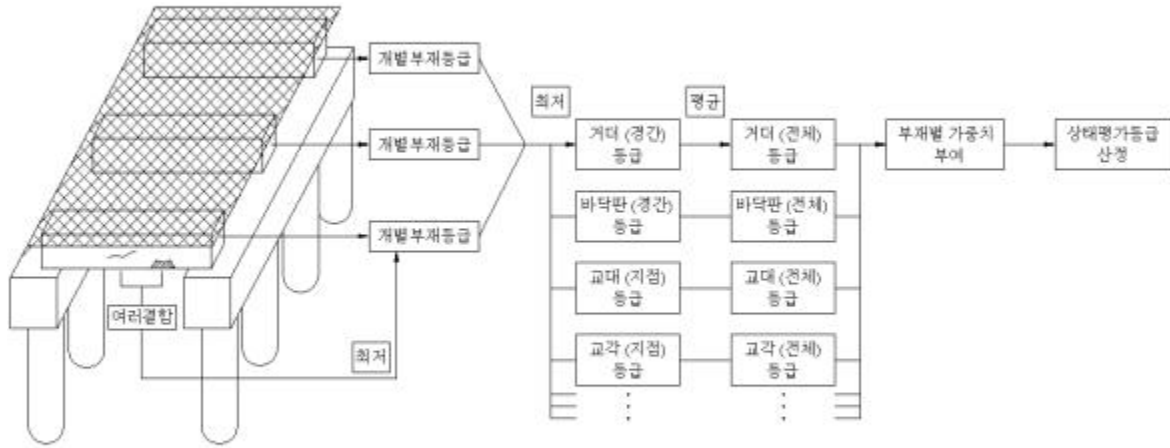 개별부재등급
개별부재등급
개별부재등급
여러결함
최저
최저
평균
거더 (경간)
등급
거더 (전체)
등급
바닥판 (경간)
등급
바닥판 (전체)
등급
교대 (지점)
등급
교대 (전체)
등급
교각 (지점)
등급
교각 (전체)
등급
부재별 가중치
부여
상태평가등급
산정